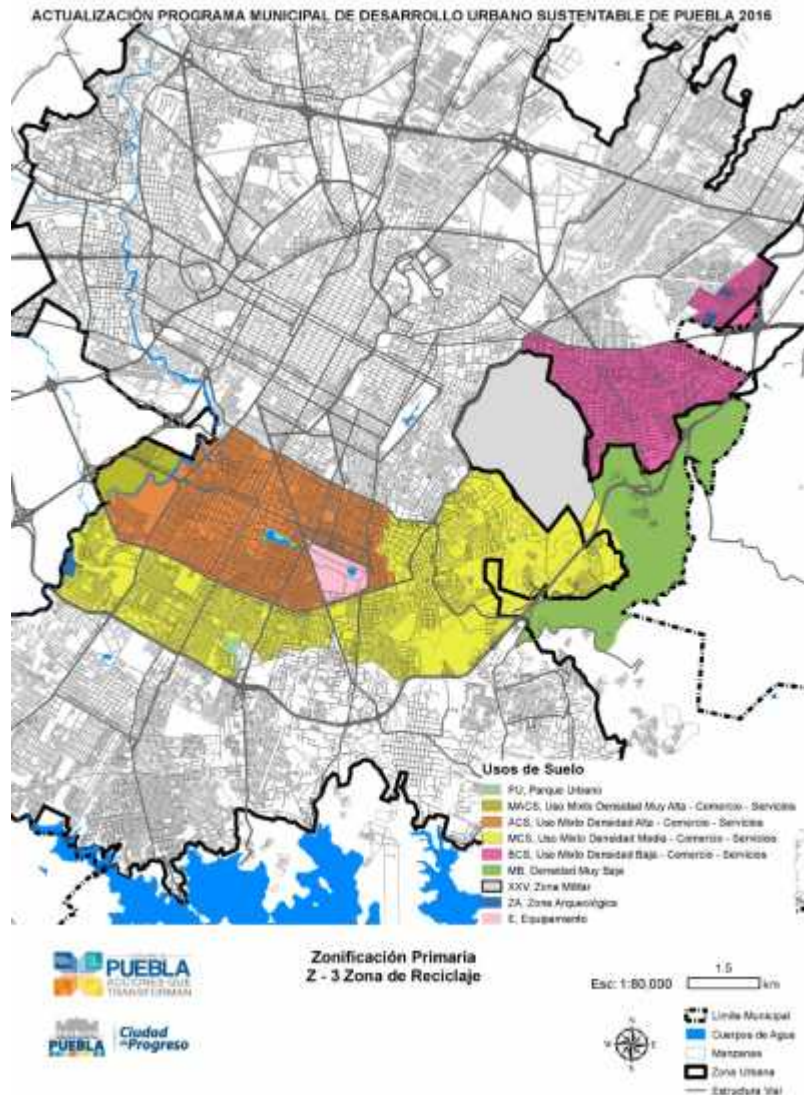 ACTUALIZACIÓN PROGRAMA MUNICIPAL DE DESARROLLO URBANO SUSTENTABLE DE PUEBLA 2016
Usos de Suelo
PU, Parque Urbano
MACS, Uso Mixto Densidad Muy Alta - Comercio - Servicios
ACS, Uso Mixto Densidad Alta - Comercio - Servicios
MCS, Uso Mixto Densidad Media - Comercio - Servicios
BCS, Uso Mixto Densidad Baja - Comercio - Servicios
MB, Densidad Muy Baja
XXV, Zona Militar
ZA, Zona Arqueológica
E, Equipamiento
PUEBLA
ACCIONES QUE
TRANSFORMAN
Zonificación Primaria
Z - 3 Zona de Reciclaje
Esc: 1:80.000
1.5
km
PUEBLA
Ciudad
de Progreso
N
W
E
S
Límite Municipal
Cuerpos de Agua
Manzanas
Zona Urbana
Estructura Vial